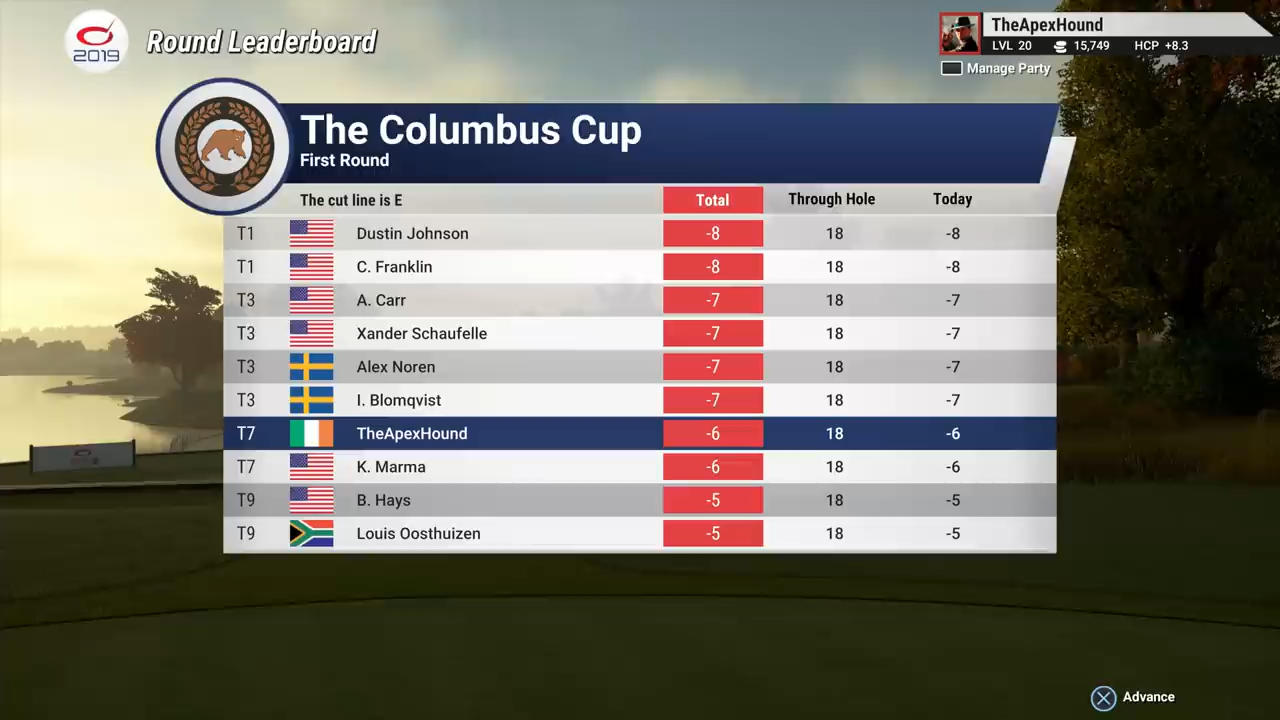 2019
Round Leaderboard
TheApexHound
LVL 20 15,749 HCP +8.3
Manage Party
The Columbus Cup
First Round
The cut line is E Total Through Hole Today
T1 Dustin Johnson -8 18 -8
T1 C. Franklin -8 18 -8
T3 A. Carr -7 18 -7
T3 Xander Schaufelle -7 18 -7
T3 Alex Noren -7 18 -7
T3 I. Blomqvist -7 18 -7
T7 TheApexHound -6 18 -6
T7 K. Marma -6 18 -6
T9 B. Hays -5 18 -5
T9 Louis Oosthuizen -5 18 -5
Advance